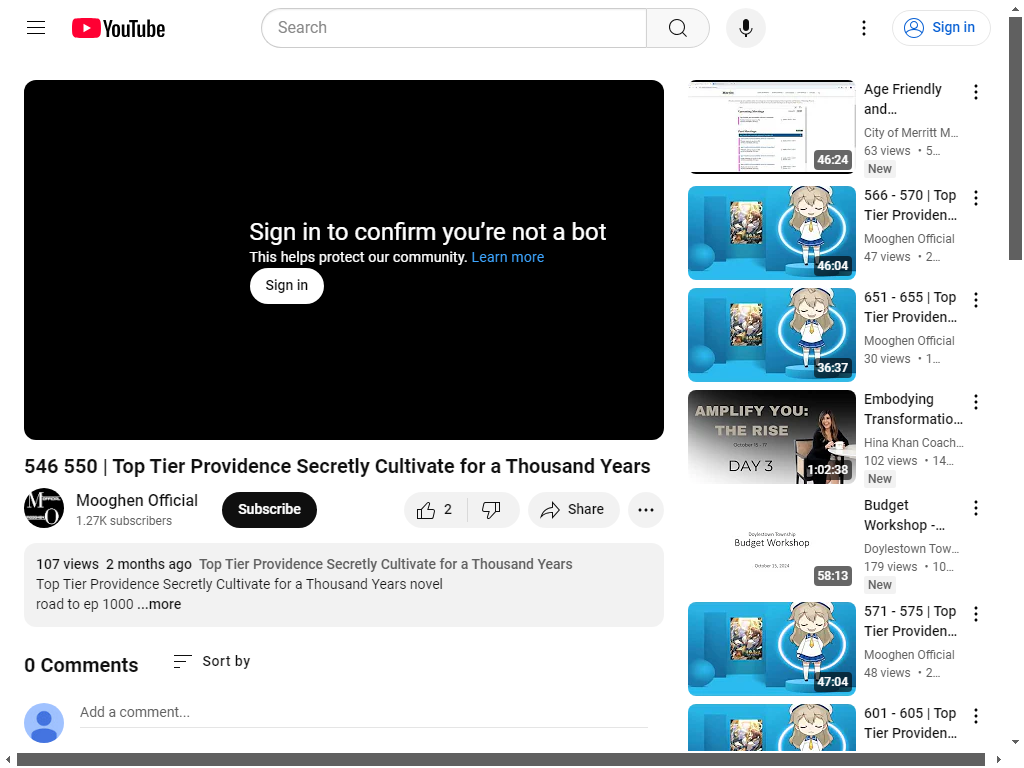 YouTube
Search
Sign in
Sign in to confirm you’re not a bot
This helps protect our community. Learn more
Sign in
546 550 | Top Tier Providence Secretly Cultivate for a Thousand Years
Mooghen Official
1.27K subscribers
Subscribe
2
Share
107 views 2 months ago Top Tier Providence Secretly Cultivate for a Thousand Years
Top Tier Providence Secretly Cultivate for a Thousand Years novel
road to ep 1000 ...more
0 Comments
Sort by
Add a comment...
46:24
Age Friendly
and...
City of Merritt M...
63 views • 5...
New
46:04
566 - 570 | Top
Tier Providen...
Mooghen Official
47 views • 2...
36:37
651 - 655 | Top
Tier Providen...
Mooghen Official
30 views • 1...
AMPLIFY YOU:
THE RISE
October 15 - 17
DAY 3
1:02:38
Embodying
Transformatio...
Hina Khan Coach...
102 views • 14...
New
Doylestown Township
Budget Workshop
October 15, 2024
58:13
Budget
Workshop -...
Doylestown Tow...
179 views • 10...
New
47:04
571 - 575 | Top
Tier Providen...
Mooghen Official
48 views • 2...
601 - 605 | Top
Tier Providen...